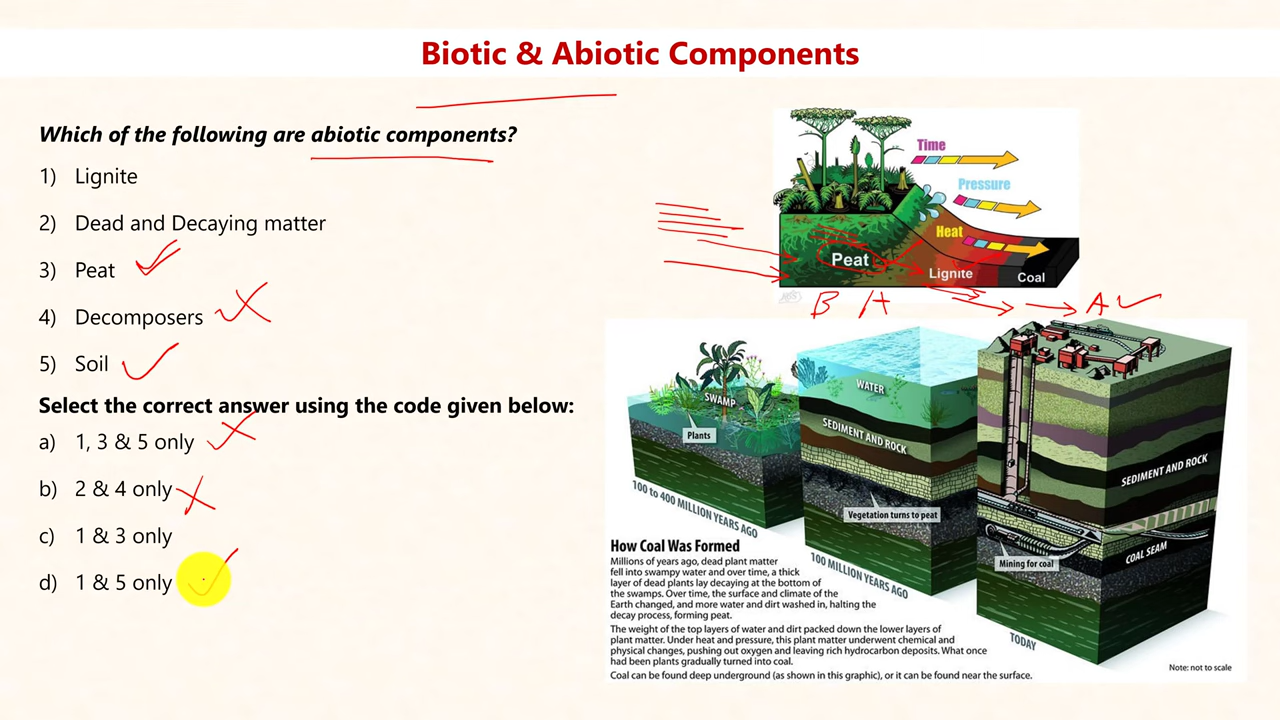 Biotic & Abiotic Components
Which of the following are abiotic components?
1) Lignite
2) Dead and Decaying matter
3) Peat
4) Decomposers
5) Soil
Select the correct answer using the code given below:
a) 1, 3 & 5 only
b) 2 & 4 only
c) 1 & 3 only
d) 1 & 5 only
Time
Pressure
Heat
Peat
Lignite
Coal
B A A
SWAMP
Plants
100 to 400 MILLION YEARS AGO
WATER
SEDIMENT AND ROCK
Vegetation turns to peat
100 MILLION YEARS AGO
SEDIMENT AND ROCK
COAL SEAM
Mining for coal
TODAY
How Coal Was Formed
Millions of years ago, dead plant matter
fell into swampy water and over time, a thick
layer of dead plants lay decaying at the bottom of
the swamps. Over time, the surface and climate of the
Earth changed, and more water and dirt washed in, halting the
decay process, forming peat.
The weight of the top layers of water and dirt packed down the lower layers of
plant matter. Under heat and pressure, this plant matter underwent chemical and
physical changes, pushing out oxygen and leaving rich hydrocarbon deposits. What once
had been plants gradually turned into coal.
Coal can be found deep underground (as shown in this graphic), or it can be found near the surface.
Note: not to scale